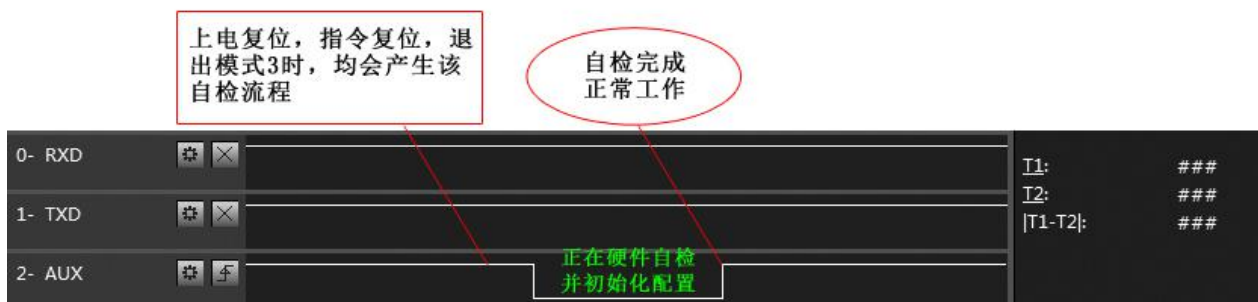 上电复位，指令复位，退
出模式3时，均会产生该
自检流程
自检完成
正常工作
0- RXD
1- TXD
2- AUX
正在硬件自检
并初始化配置
T1: ###
T2: ###
|T1-T2|: ###